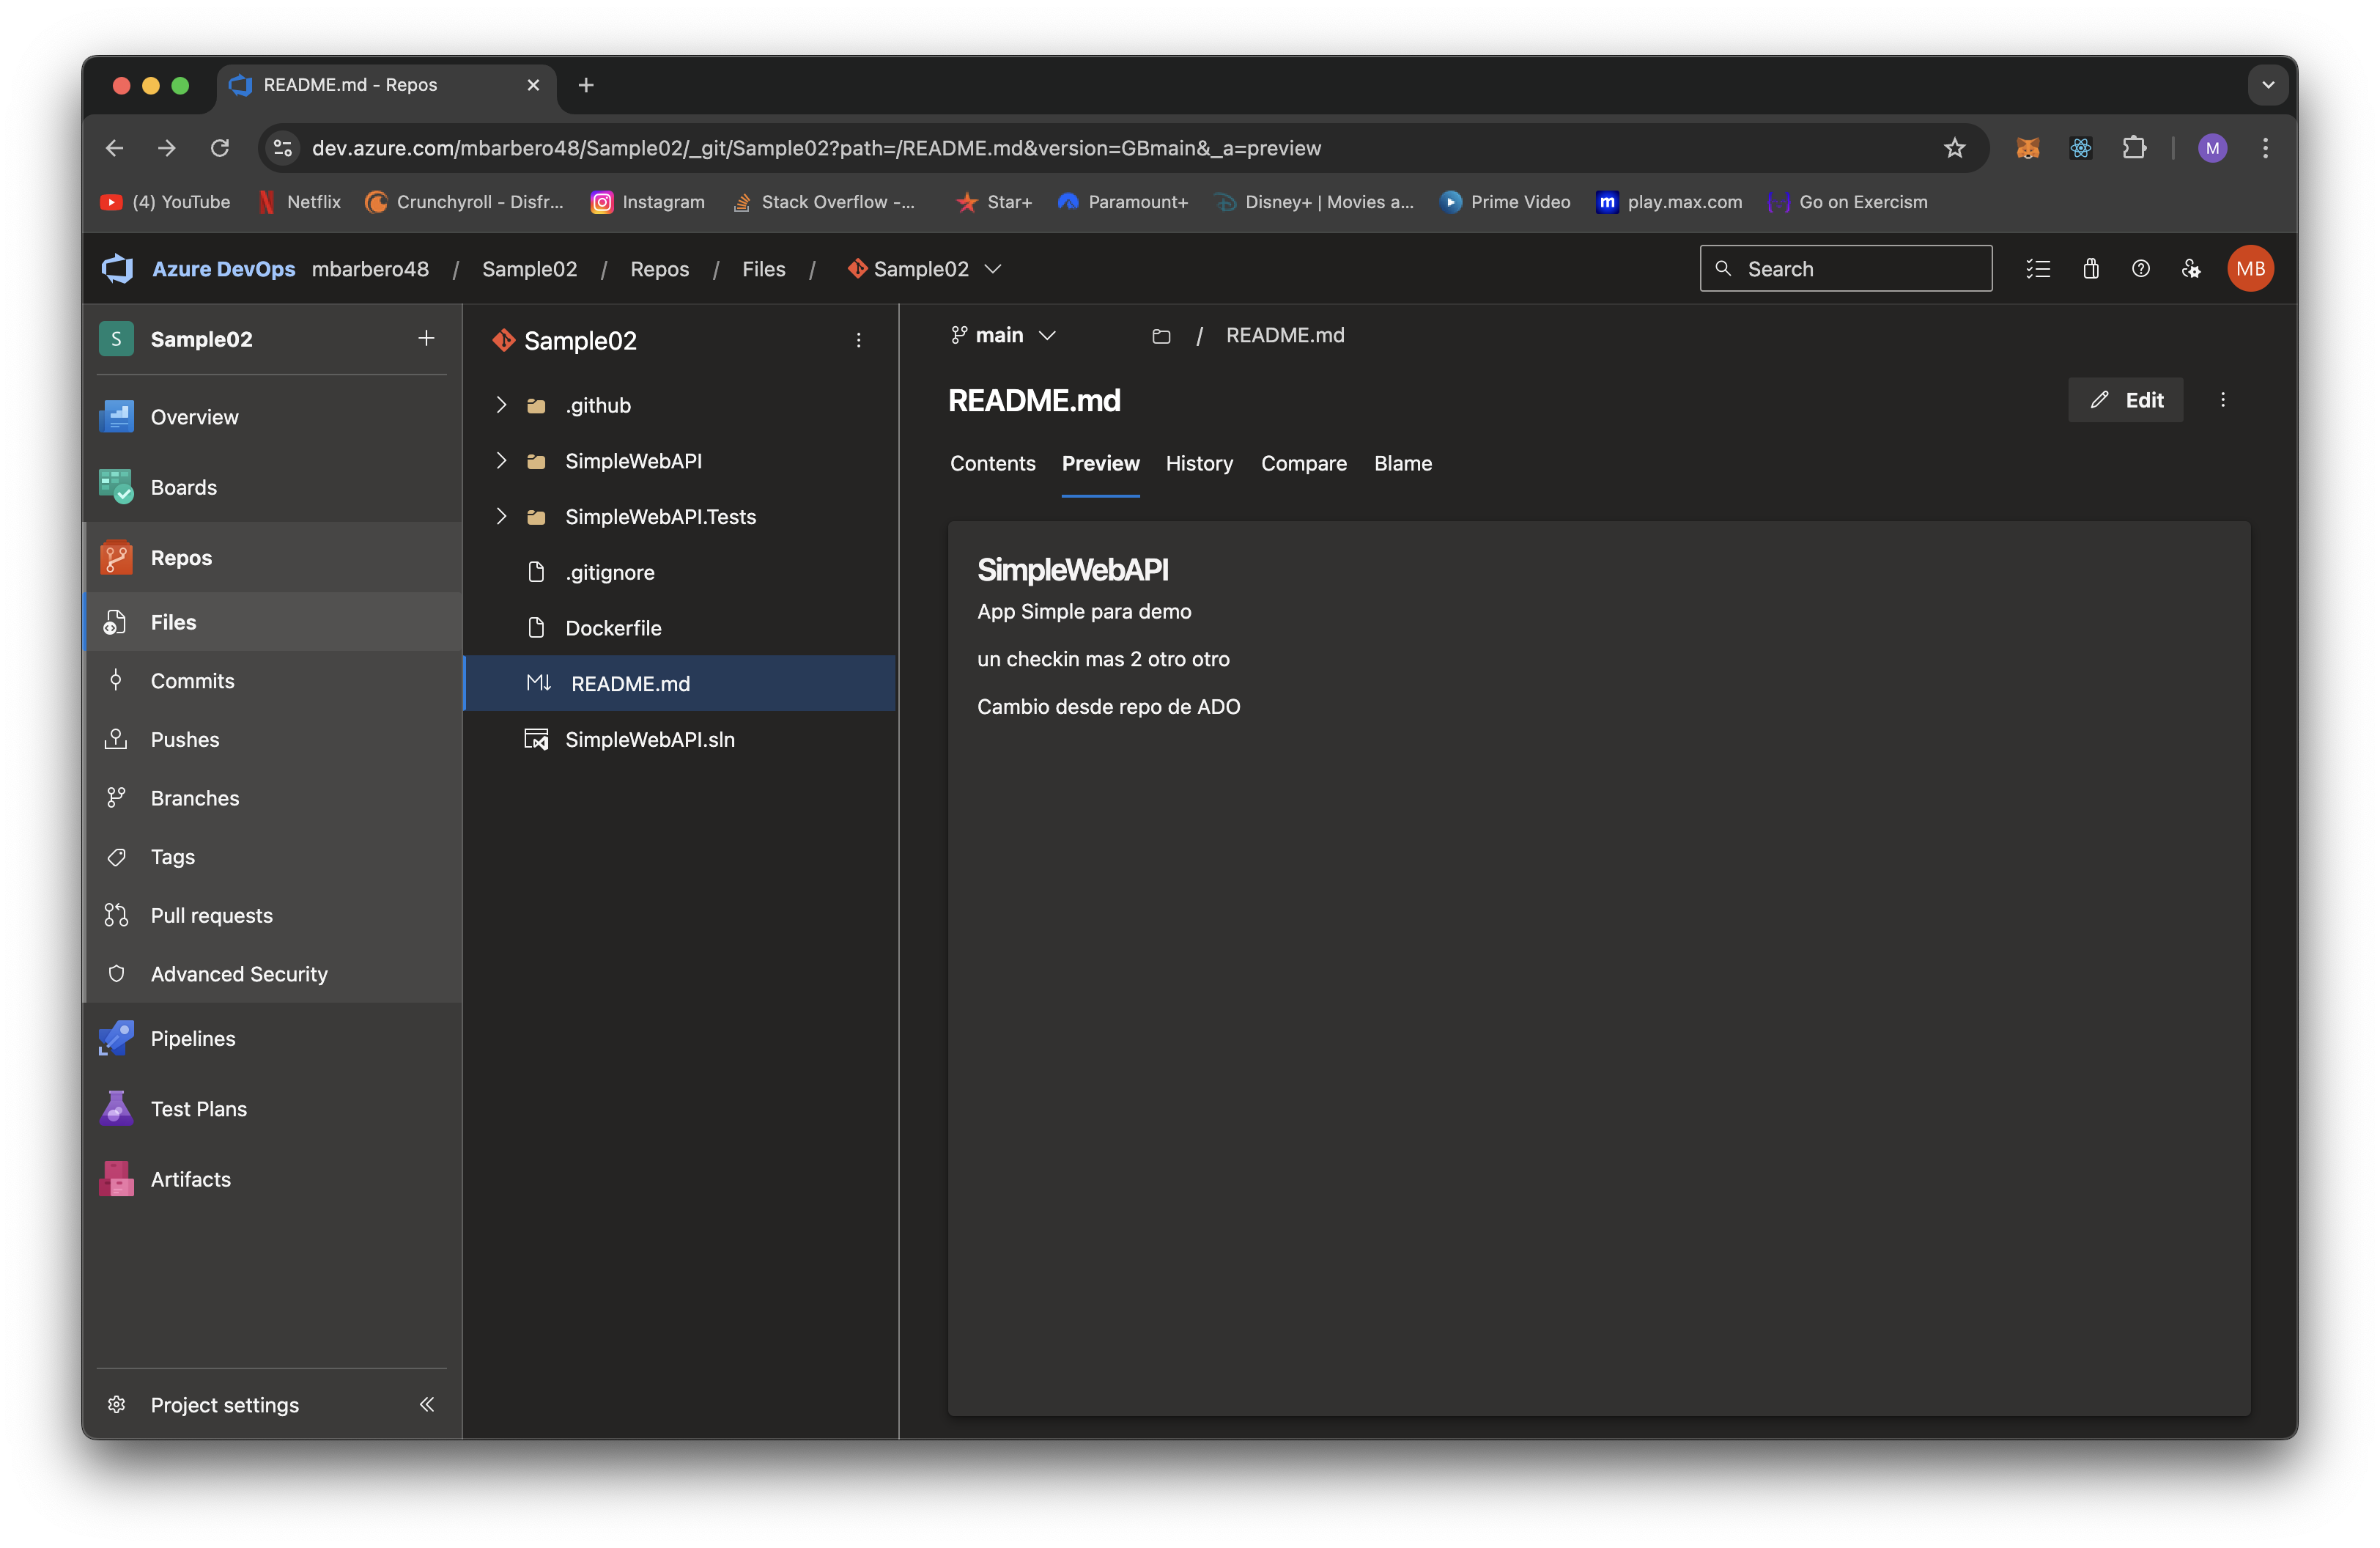 README.md - Repos
dev.azure.com/mbarbero48/Sample02/_git/Sample02?path=/README.md&version=GBmain&_a=preview
M
(4) YouTube Netflix Crunchyroll - Disfr... Instagram Stack Overflow -... Star+ Paramount+ Disney+ | Movies a... Prime Video m play.max.com Go on Exercism
Azure DevOps mbarbero48 / Sample02 / Repos / Files / Sample02
Search
MB
S Sample02
Overview
Boards
Repos
Files
Commits
Pushes
Branches
Tags
Pull requests
Advanced Security
Pipelines
Test Plans
Artifacts
Project settings
Sample02
.github
SimpleWebAPI
SimpleWebAPI.Tests
.gitignore
Dockerfile
M↓ README.md
SimpleWebAPI.sln
main / README.md
README.md
Edit
Contents Preview History Compare Blame
SimpleWebAPI
App Simple para demo
un checkin mas 2 otro otro
Cambio desde repo de ADO